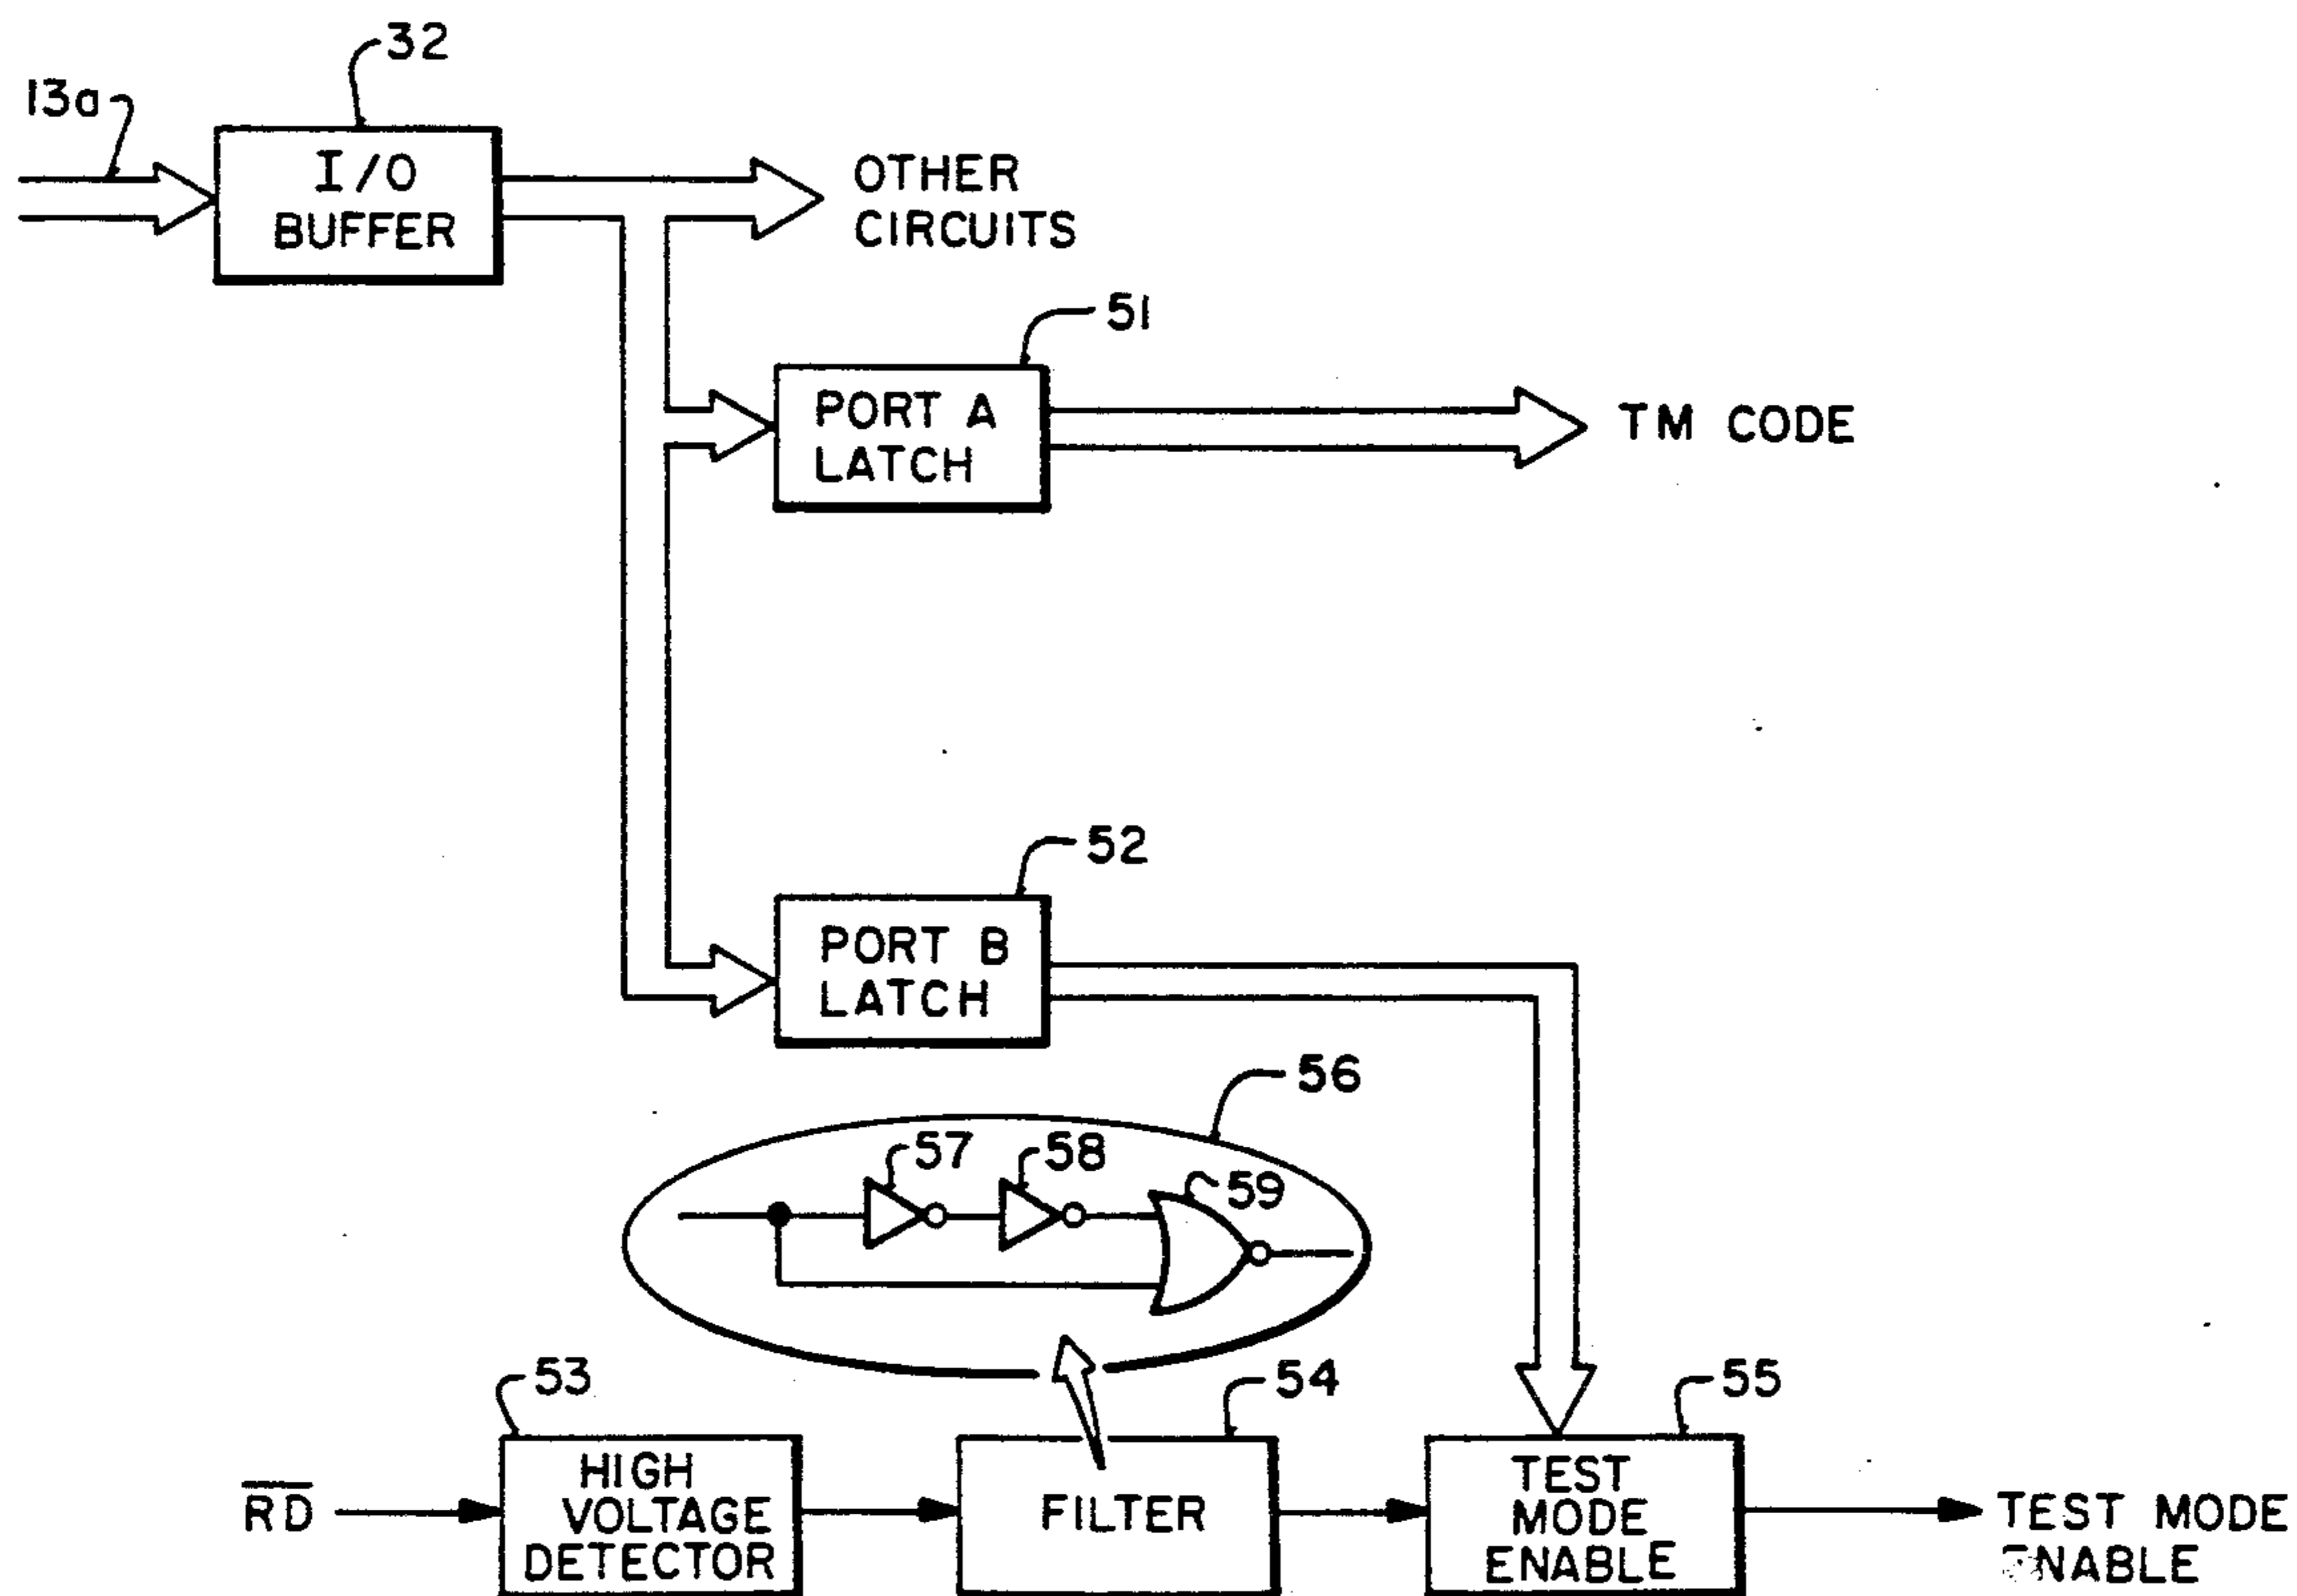 32
13a
I/O
BUFFER
OTHER
CIRCUITS
51
PORT A
LATCH
TM CODE
52
PORT B
LATCH
56
57
58
59
53
54
55
R̅D̅
HIGH
VOLTAGE
DETECTOR
FILTER
TEST
MODE
ENABLE
TEST MODE
ENABLE